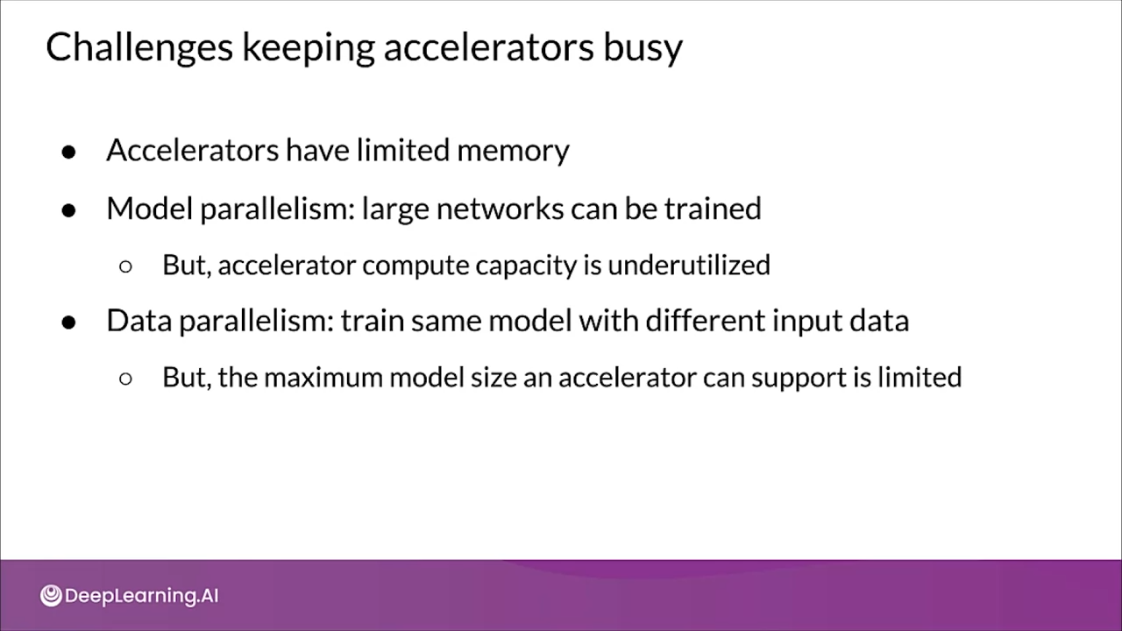 Challenges keeping accelerators busy
● Accelerators have limited memory
● Model parallelism: large networks can be trained
○ But, accelerator compute capacity is underutilized
● Data parallelism: train same model with different input data
○ But, the maximum model size an accelerator can support is limited
DeepLearning.AI